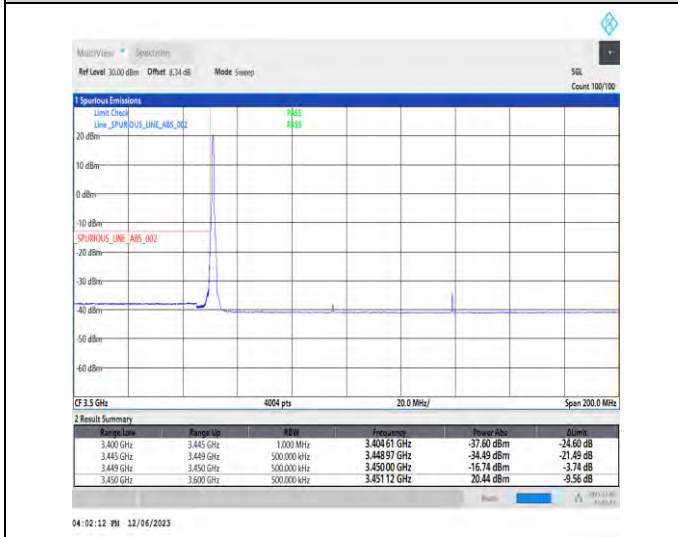 MultiView Spectrum
Ref Level 30.00 dBm Offset 8.34 dB Mode Sweep SGL
Count 100/100
1 Spurious Emissions
Limit Check PASS
Line _SPURIOUS_LINE_ABS_002 PASS
20 dBm
10 dBm
0 dBm
-10 dBm
_SPURIOUS_LINE_ABS_002
-20 dBm
-30 dBm
-40 dBm
-50 dBm
-60 dBm
CF 3.5 GHz 4004 pts 20.0 MHz/ Span 200.0 MHz
2 Result Summary
Range Low Range Up RBW Frequency Power Abs ΔLimit
3.400 GHz 3.445 GHz 1.000 MHz 3.404 61 GHz -37.60 dBm -24.60 dB
3.445 GHz 3.449 GHz 500.000 kHz 3.448 97 GHz -34.49 dBm -21.49 dB
3.449 GHz 3.450 GHz 500.000 kHz 3.450 00 GHz -16.74 dBm -3.74 dB
3.450 GHz 3.600 GHz 500.000 kHz 3.451 12 GHz 20.44 dBm -9.56 dB
04:02:12 PM 12/06/2023